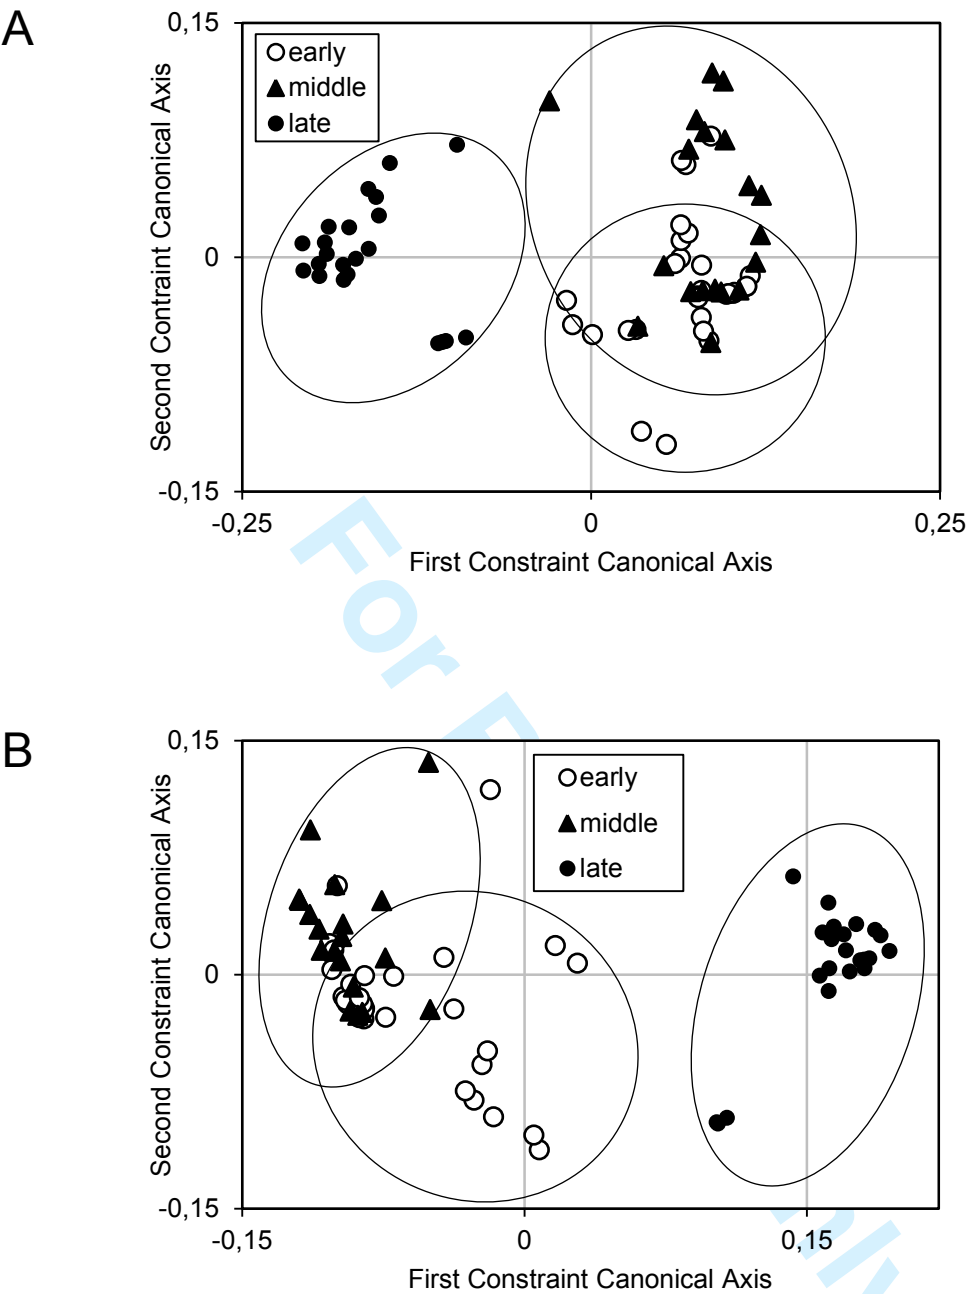 A
0,15
early
middle
late
Second Contraint Canonical Axis
0
-0,15
-0,25
0
0,25
First Constraint Canonical Axis
For
B
0,15
early
middle
late
Second Constraint Canonical Axis
0
-0,15
-0,15
0
0,15
First Constraint Canonical Axis